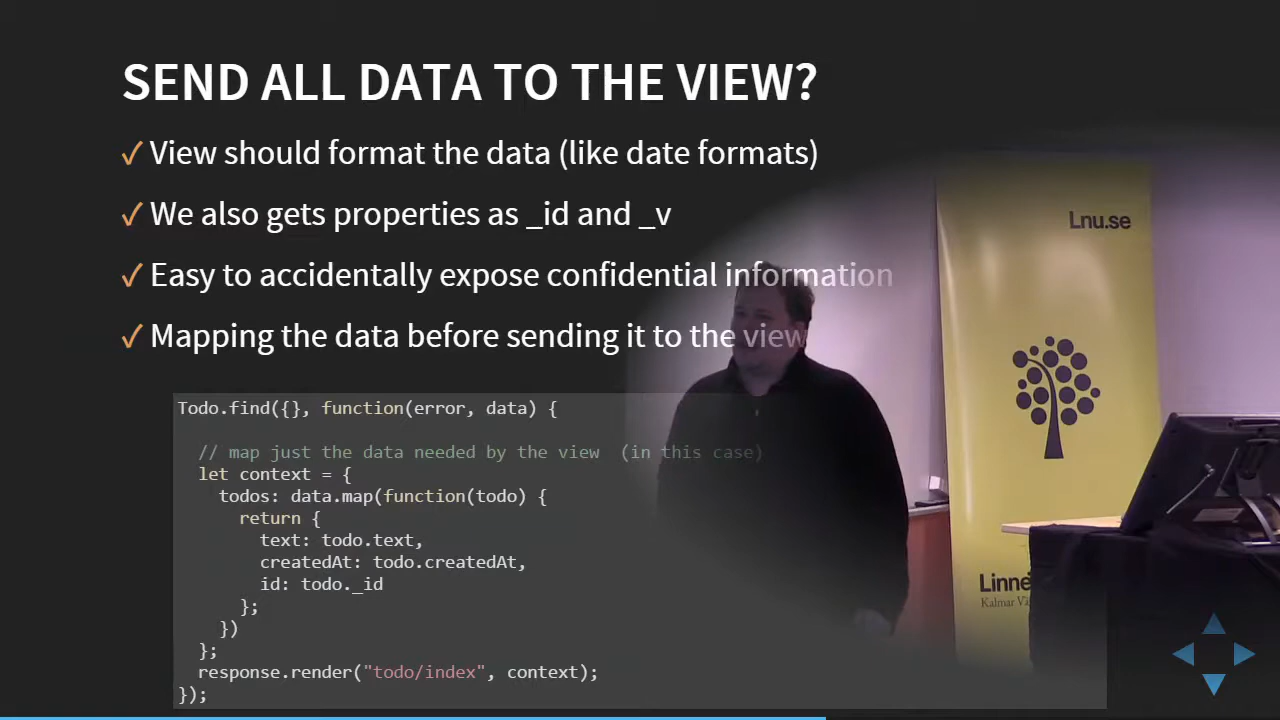 SEND ALL DATA TO THE VIEW?
✓ View should format the data (like date formats)
✓ We also gets properties as _id and _v
✓ Easy to accidentally expose confidential information
✓ Mapping the data before sending it to the view
Todo.find({}, function(error, data) {
// map just the data needed by the view  (in this case)
let context = {
todos: data.map(function(todo) {
return {
text: todo.text,
createdAt: todo.createdAt,
id: todo._id
};
})
};
response.render("todo/index", context);
});
Lnu.se
Kalmar